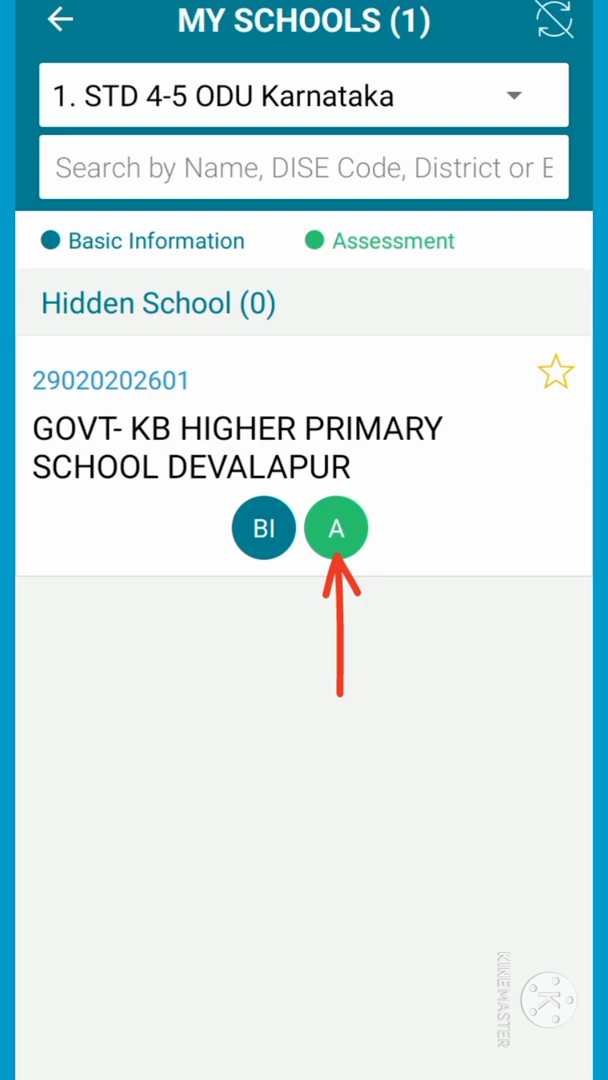 MY SCHOOLS (1)
1. STD 4-5 ODU Karnataka
Search by Name, DISE Code, District or
Basic Information
Assessment
Hidden School (0)
29020202601
GOVT- KB HIGHER PRIMARY
SCHOOL DEVALAPUR
BI
A
KINEMASTER
K